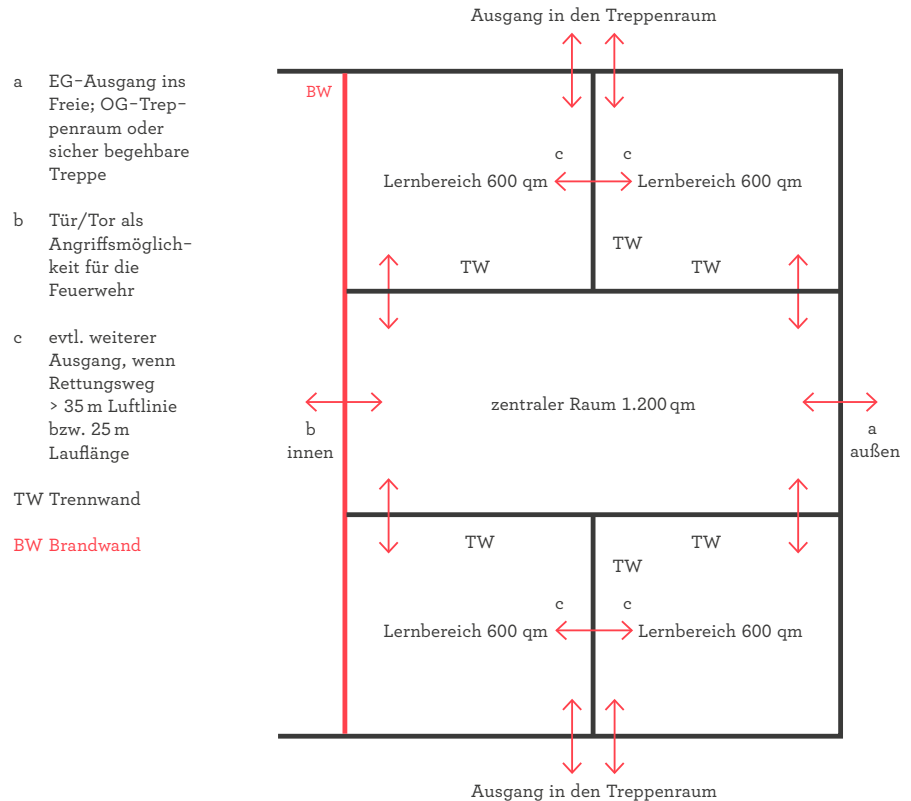 Ausgang in den Treppenraum
a EG-Ausgang ins
Freie; OG-Trep-
penraum oder
sicher begehbare
Treppe
b Tür/Tor als
Angriffsmöglich-
keit für die
Feuerwehr
c evtl. weiterer
Ausgang, wenn
Rettungsweg
> 35 m Luftlinie
bzw. 25 m
Lauflänge
TW Trennwand
BW Brandwand
BW
c c
Lernbereich 600 qm Lernbereich 600 qm
TW
TW TW
zentraler Raum 1.200 qm
b
innen
a
außen
TW TW
TW
c c
Lernbereich 600 qm Lernbereich 600 qm
Ausgang in den Treppenraum